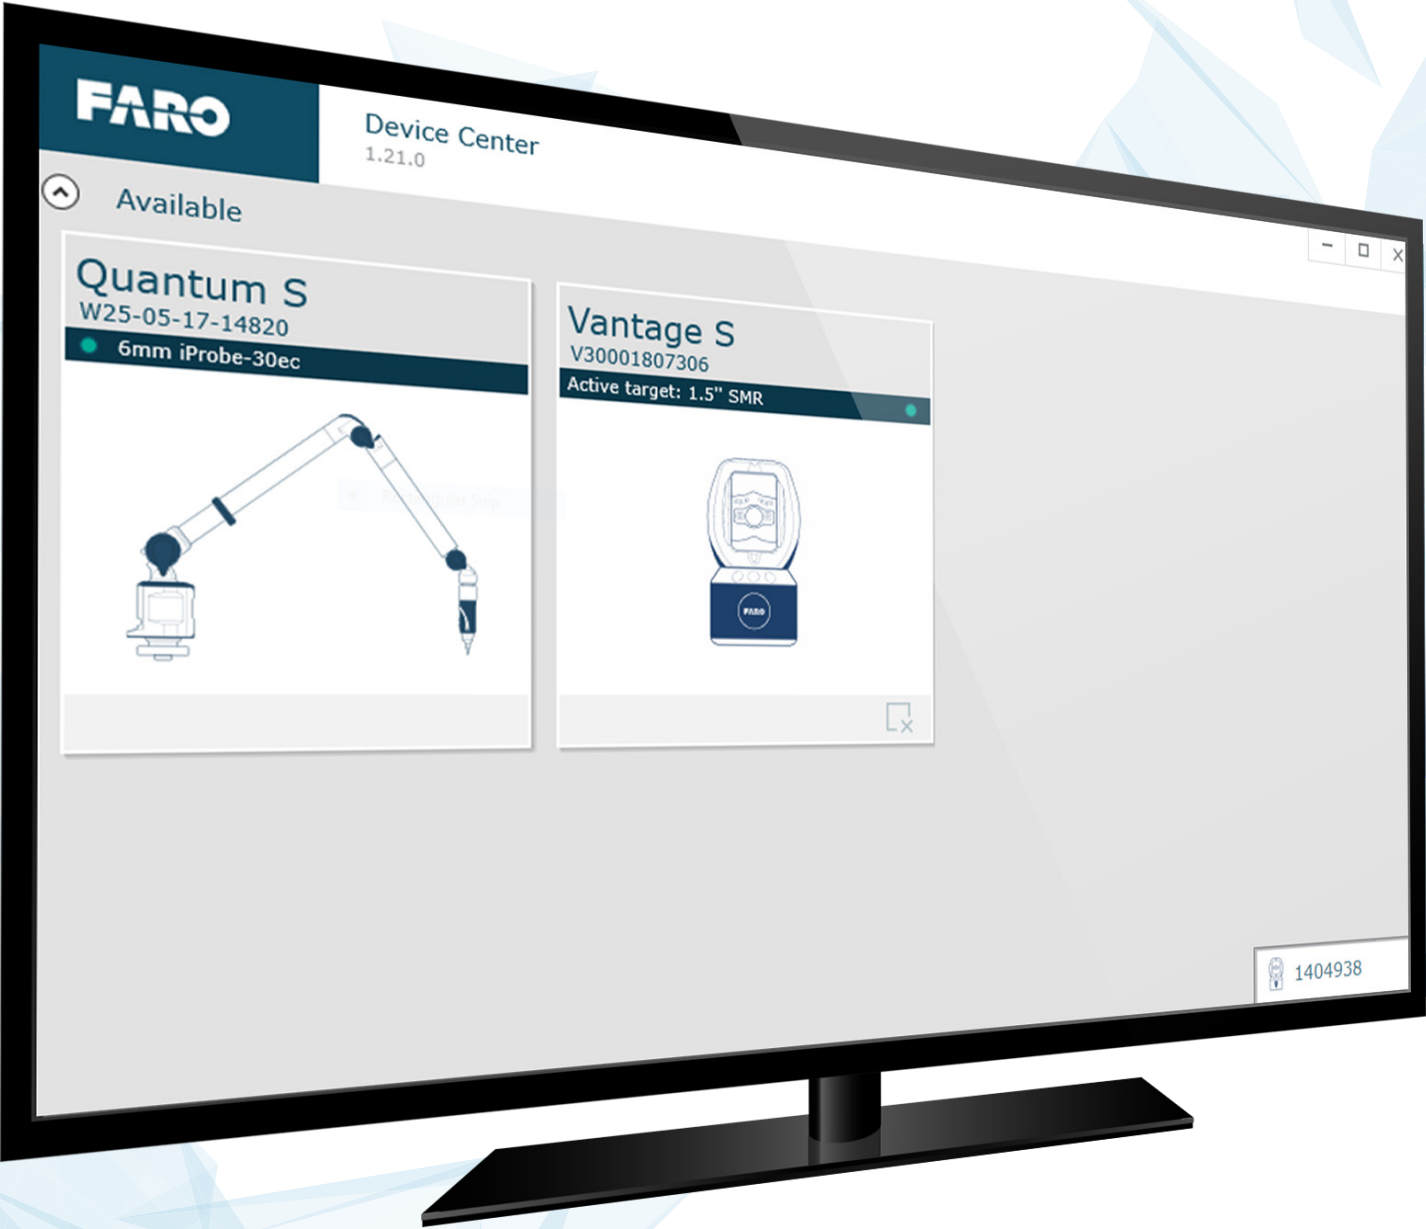 FARO
Device Center
1.21.0
Available
Quantum S
W25-05-17-14820
6mm iProbe-30ec
Vantage S
V30001807306
Active target: 1.5" SMR
FARO
1404938